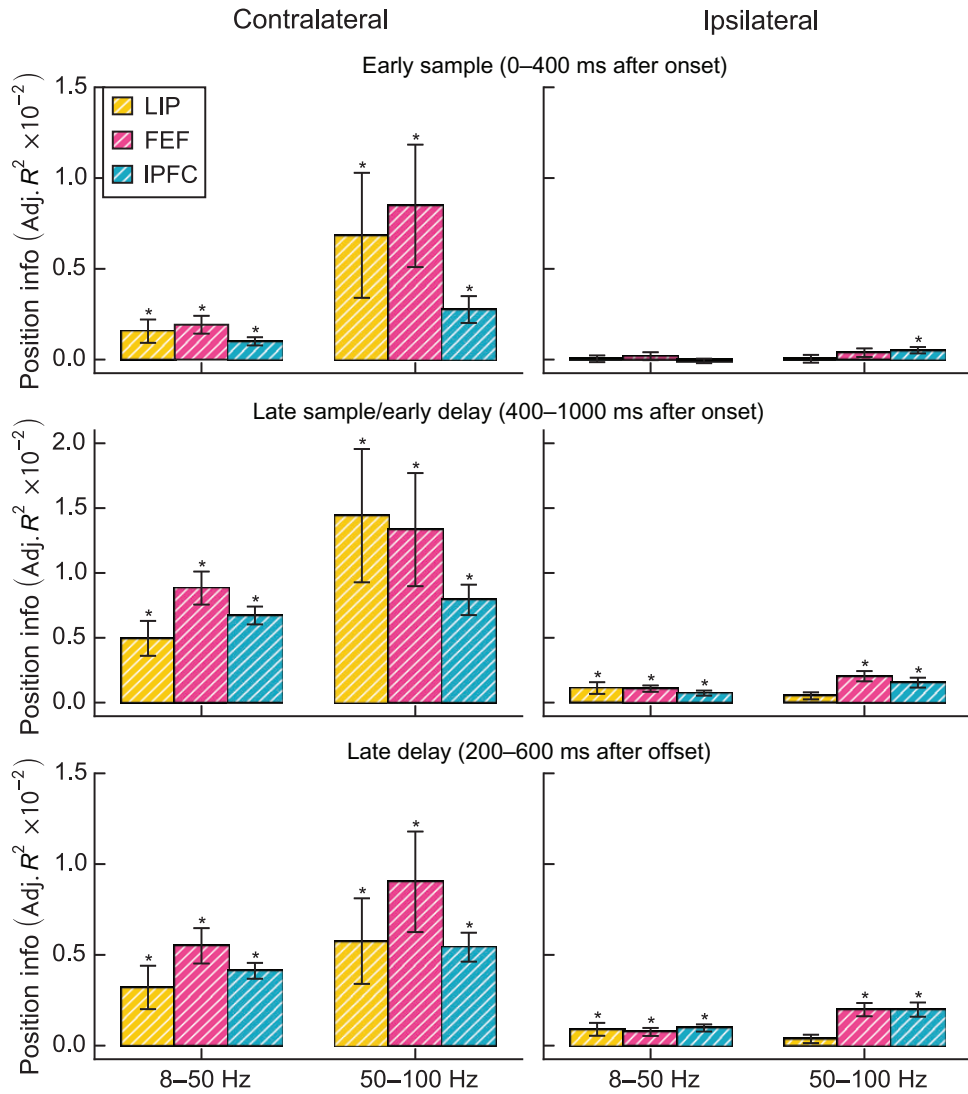 Contralateral
Ipsilateral
Early sample (0–400 ms after onset)
Position info (Adj. R² ×10⁻²)
1.5
1.0
0.5
0.0
LIP
FEF
lPFC
* * * * * *
*
Late sample/early delay (400–1000 ms after onset)
Position info (Adj. R² ×10⁻²)
2.0
1.5
1.0
0.5
0.0
* * * * * *
* * * * *
Late delay (200–600 ms after offset)
Position info (Adj. R² ×10⁻²)
1.5
1.0
0.5
0.0
* * * * * *
* * * * *
8–50 Hz
50–100 Hz
8–50 Hz
50–100 Hz